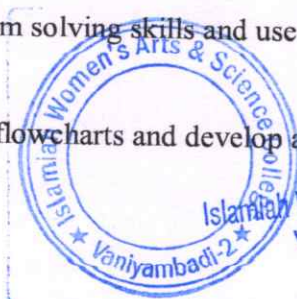 m solving skills and use
flowcharts and develop a
Islamiah Women's Arts & Science College
Vaniyambadi-2
Islamiah